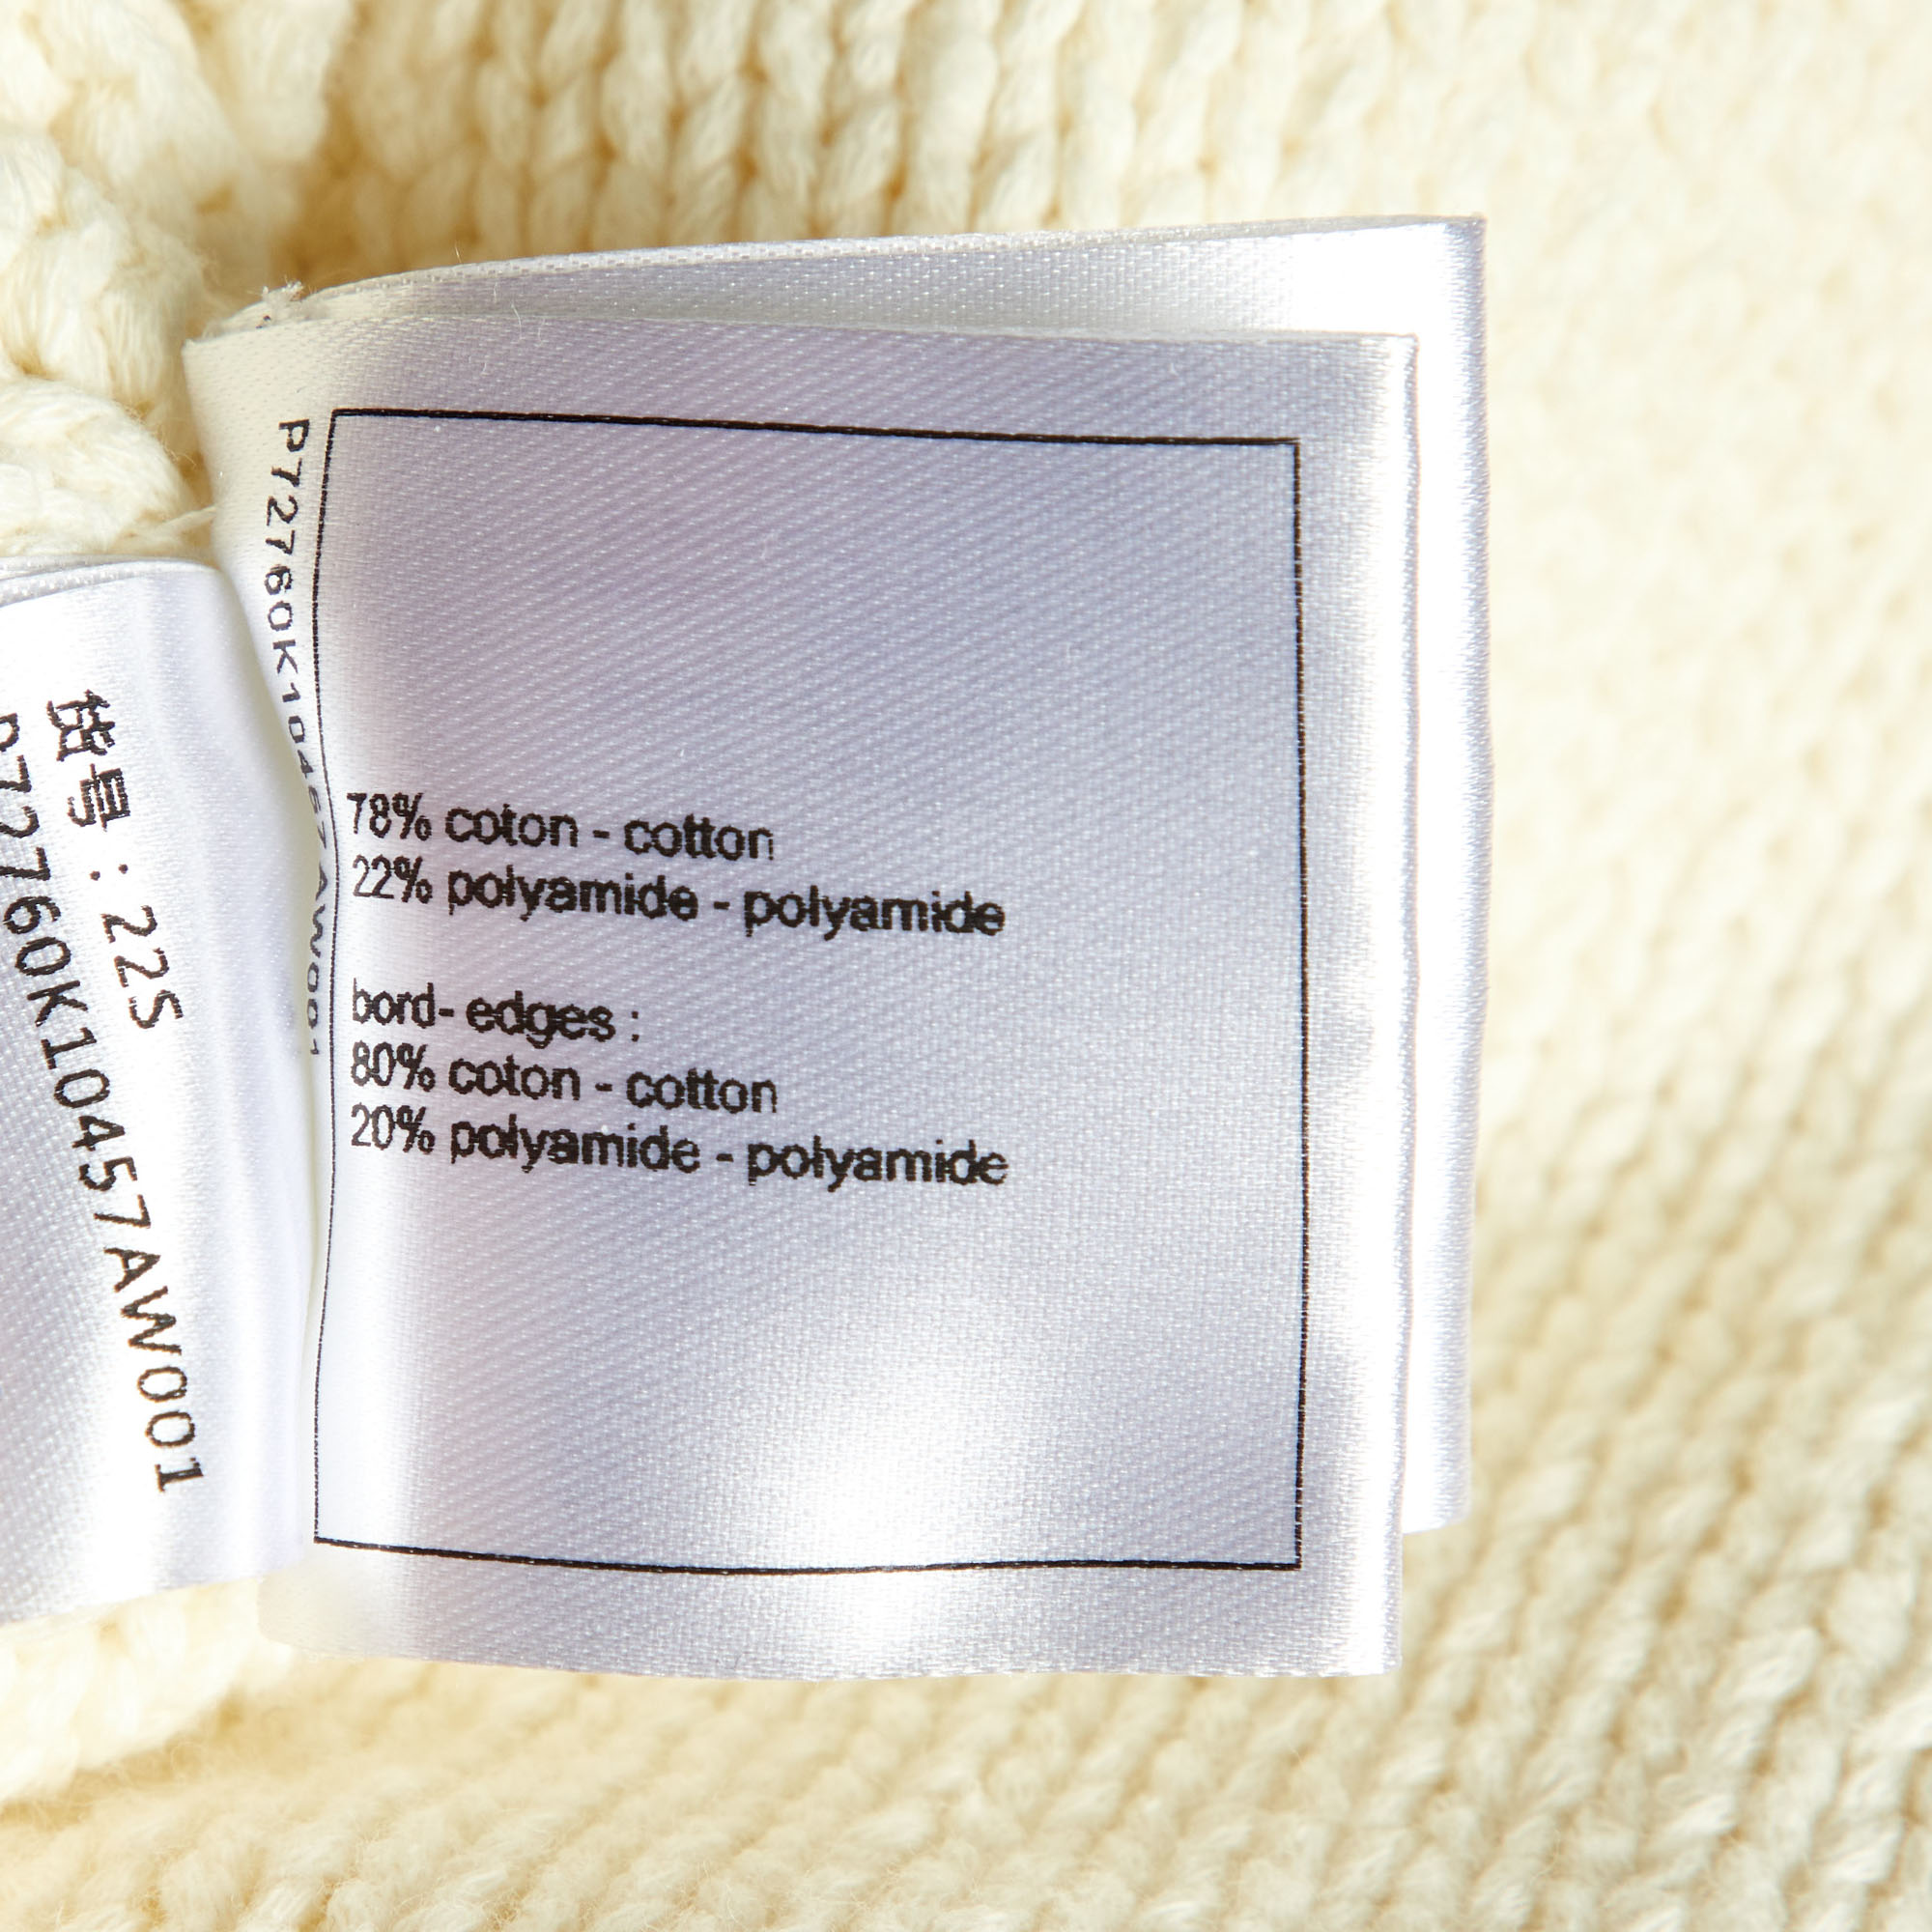 货号 : 22S
P72760K10457AW001
P72760K10457AW001
78% coton - cotton
22% polyamide - polyamide
bord- edges :
80% coton - cotton
20% polyamide - polyamide